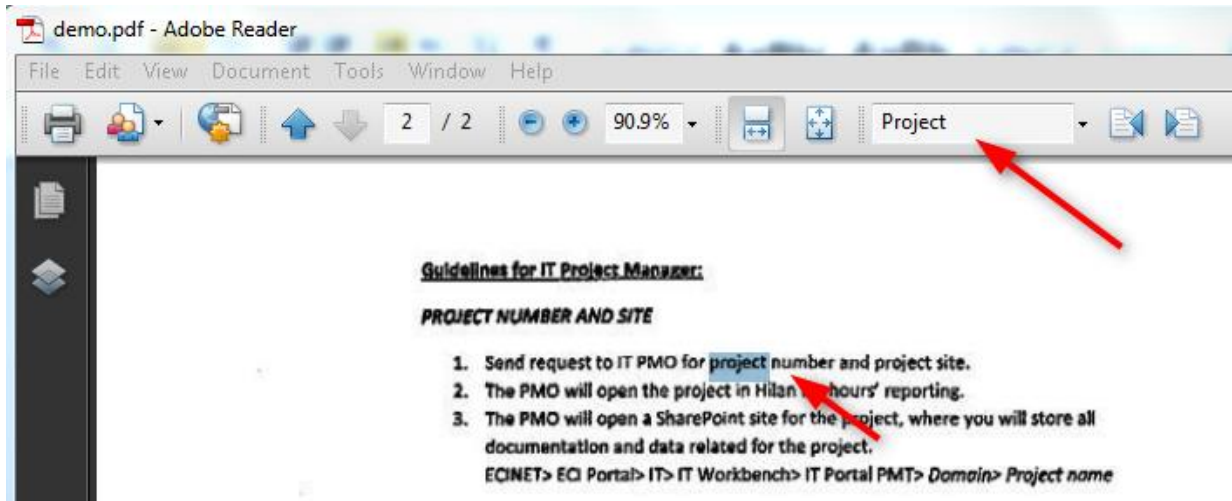 demo.pdf - Adobe Reader
File Edit View Document Tools Window Help
2 / 2 90.9% Project
Guidelines for IT Project Manager:
PROJECT NUMBER AND SITE
1. Send request to IT PMO for project number and project site.
2. The PMO will open the project in Hilan hours' reporting.
3. The PMO will open a SharePoint site for the project, where you will store all
documentation and data related for the project.
ECINET> ECI Portal> IT> IT Workbench> IT Portal PMT> Domain> Project name